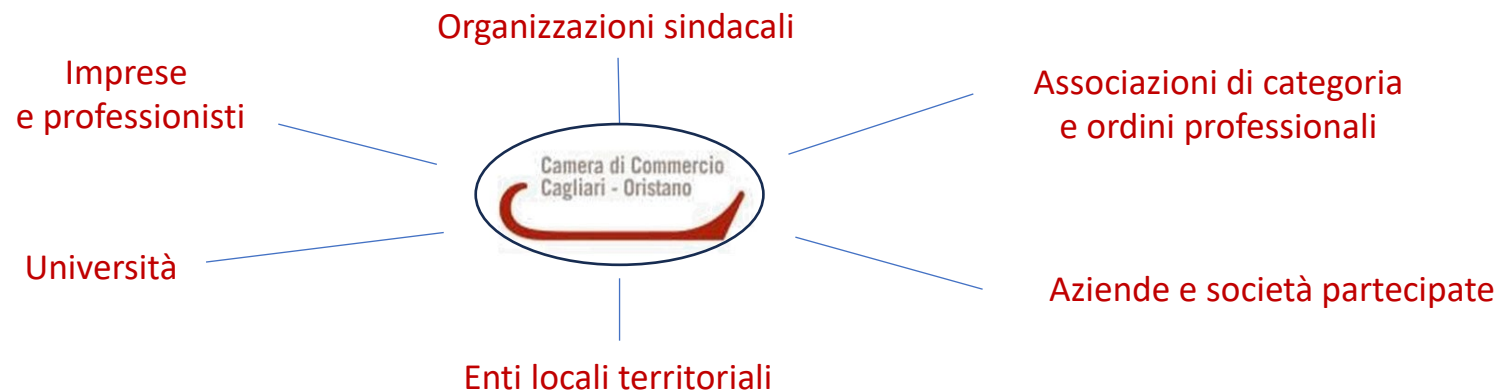 Organizzazioni sindacali
Imprese
e professionisti
Associazioni di categoria
e ordini professionali
Camera di Commercio
Cagliari - Oristano
Università
Aziende e società partecipate
Enti locali territoriali